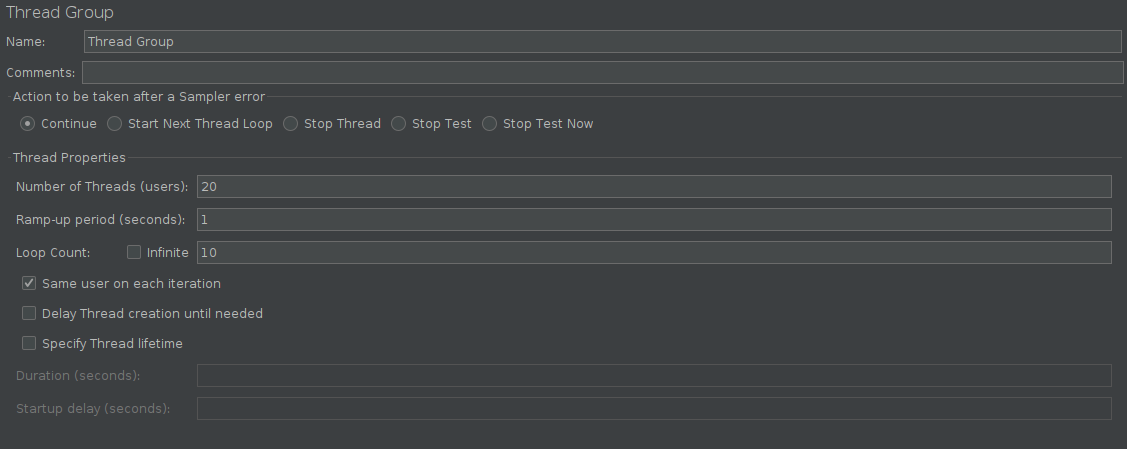 Thread Group
Name: Thread Group
Comments:
Action to be taken after a Sampler error
Continue Start Next Thread Loop Stop Thread Stop Test Stop Test Now
Thread Properties
Number of Threads (users): 20
Ramp-up period (seconds): 1
Loop Count: Infinite 10
Same user on each iteration
Delay Thread creation until needed
Specify Thread lifetime
Duration (seconds):
Startup delay (seconds):